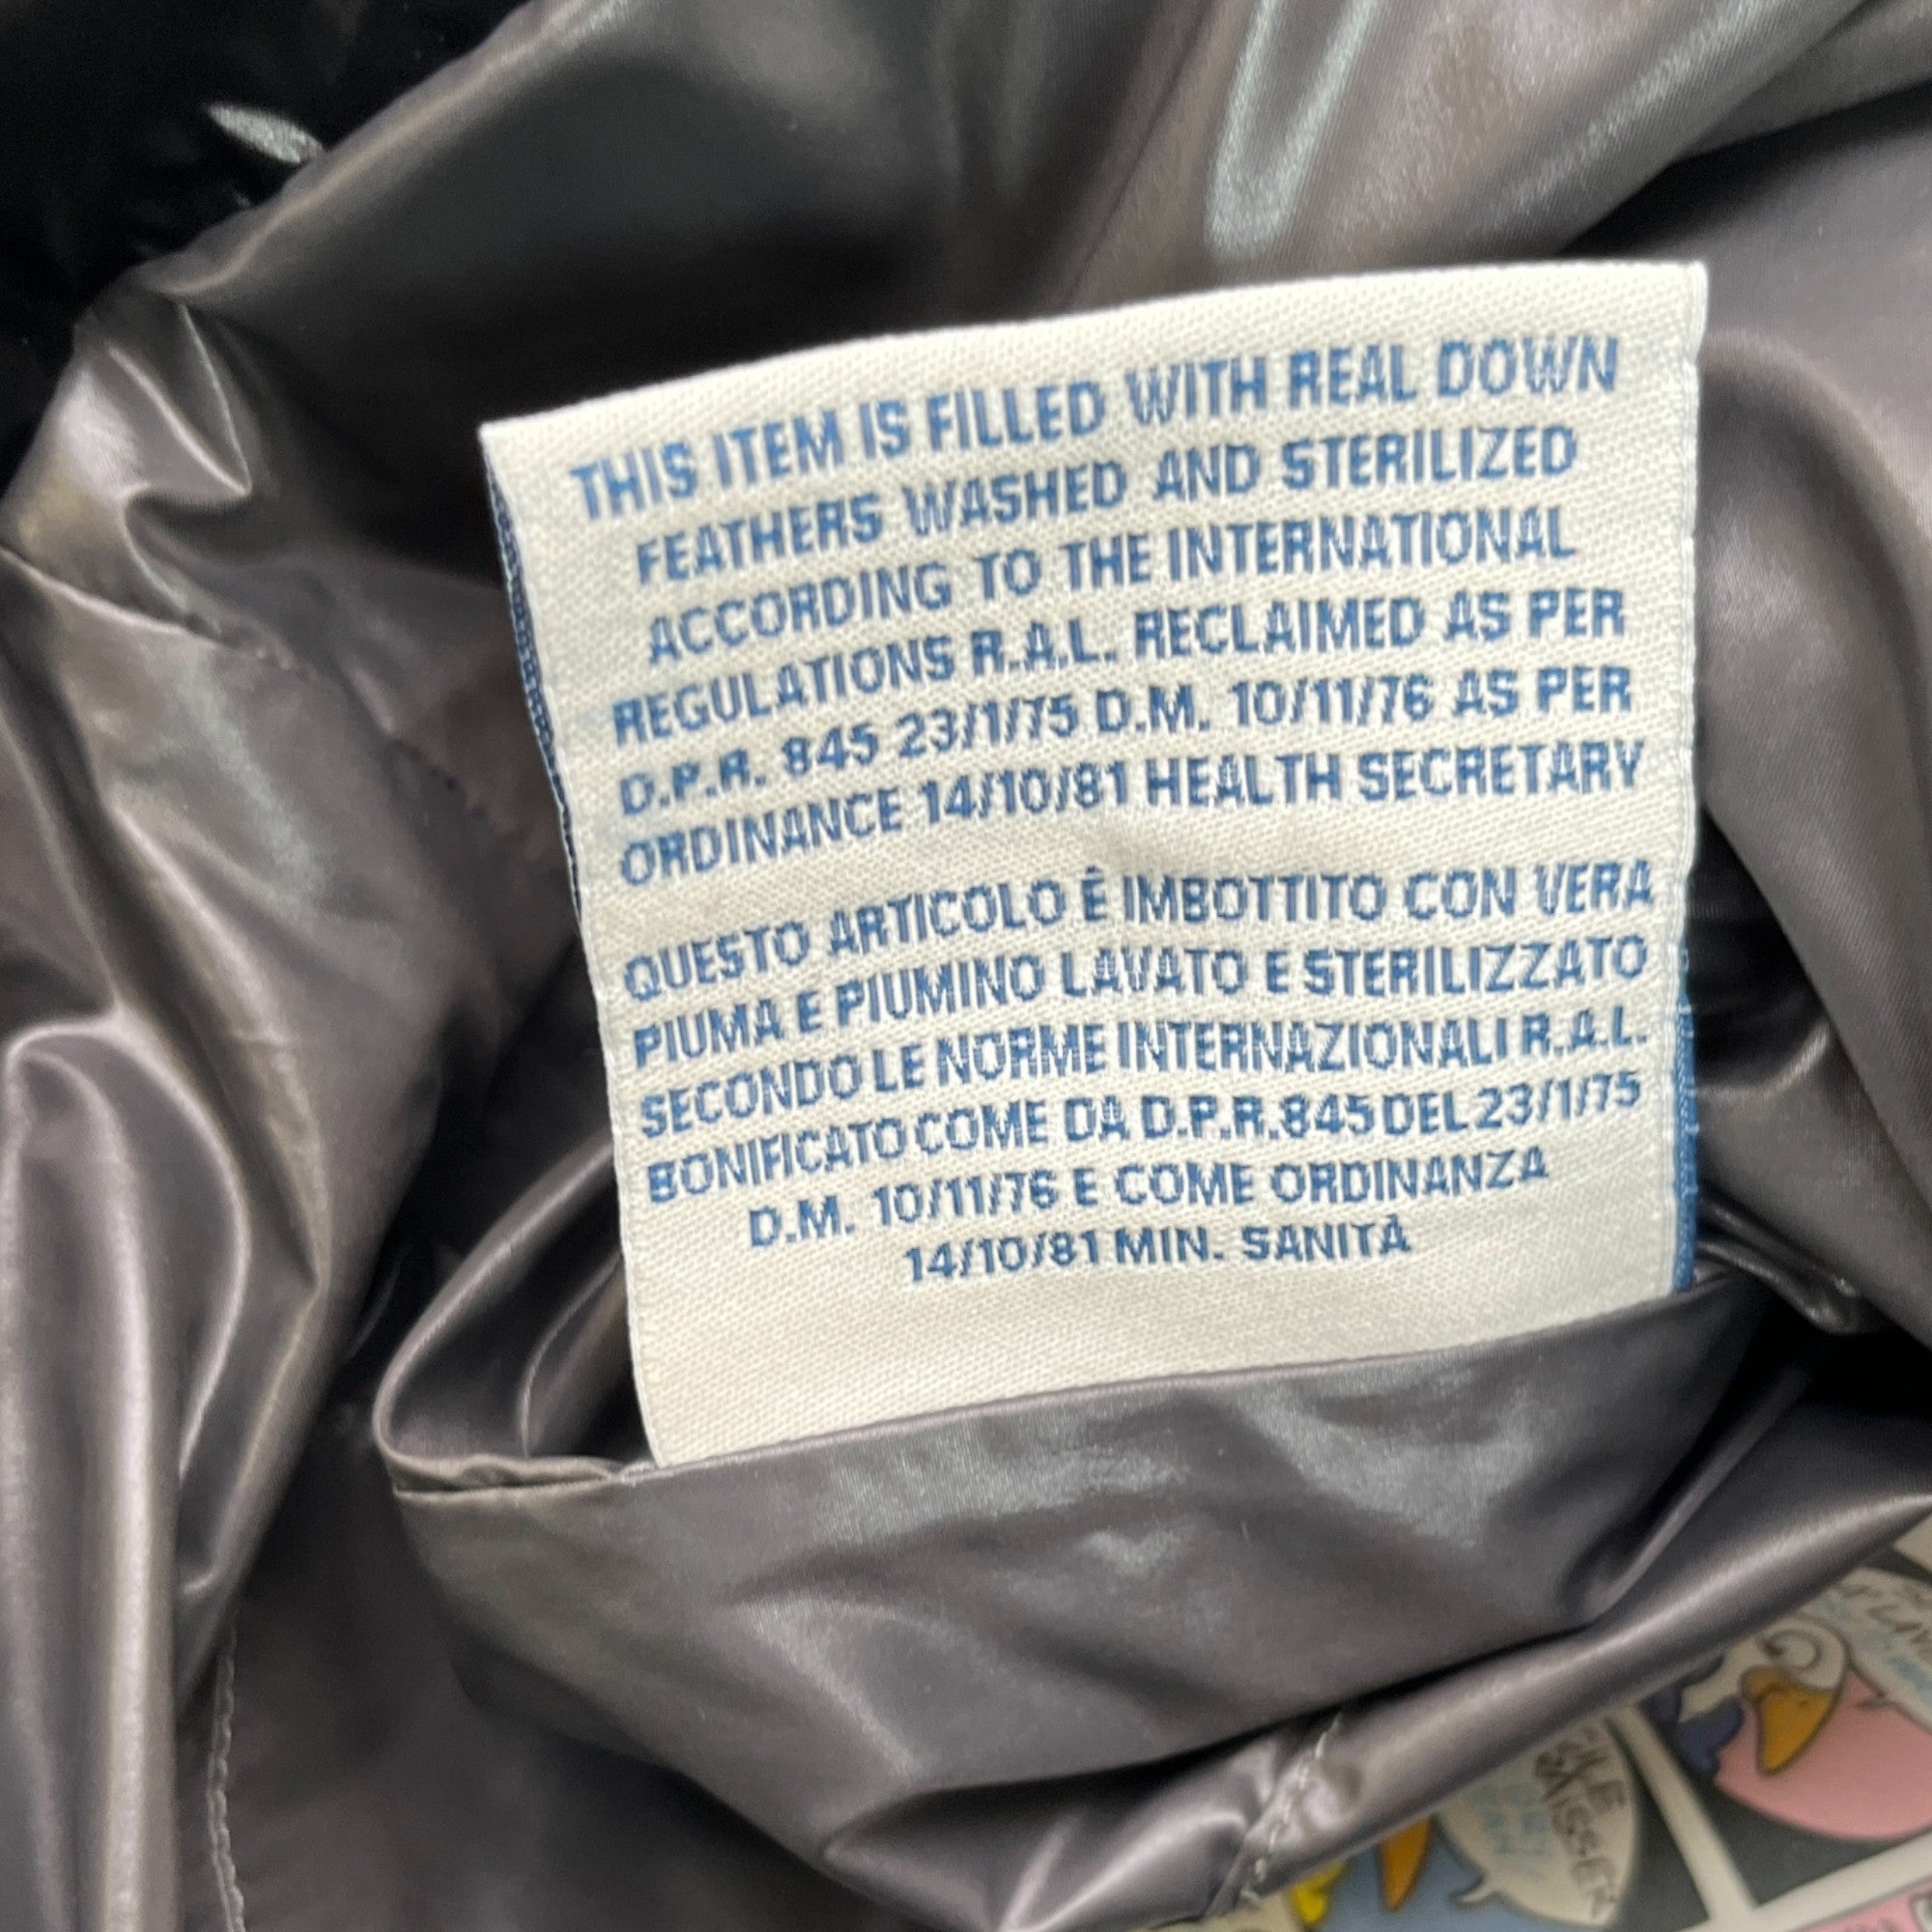 THIS ITEM IS FILLED WITH REAL DOWN
FEATHERS WASHED AND STERILIZED
ACCORDING TO THE INTERNATIONAL
REGULATIONS R.A.L. RECLAIMED AS PER
D.P.R. 845 23/1/75 D.M. 10/11/76 AS PER
ORDINANCE 14/10/81 HEALTH SECRETARY
QUESTO ARTICOLO È IMBOTTITO CON VERA
PIUMA E PIUMINO LAVATO E STERILIZZATO
SECONDO LE NORME INTERNAZIONALI R.A.L.
BONIFICATO COME DA D.P.R. 845 DEL 23/1/75
D.M. 10/11/76 E COME ORDINANZA
14/10/81 MIN. SANITÀ